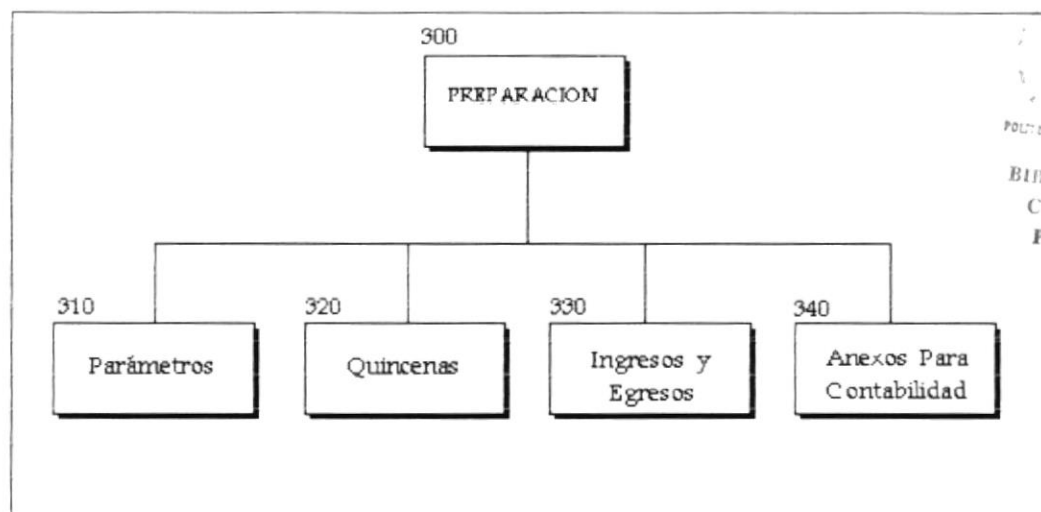 300
PREPARACION
310
320
330
340
Parámetros
Quincenas
Ingresos y
Egresos
Anexos Para
Contabilidad